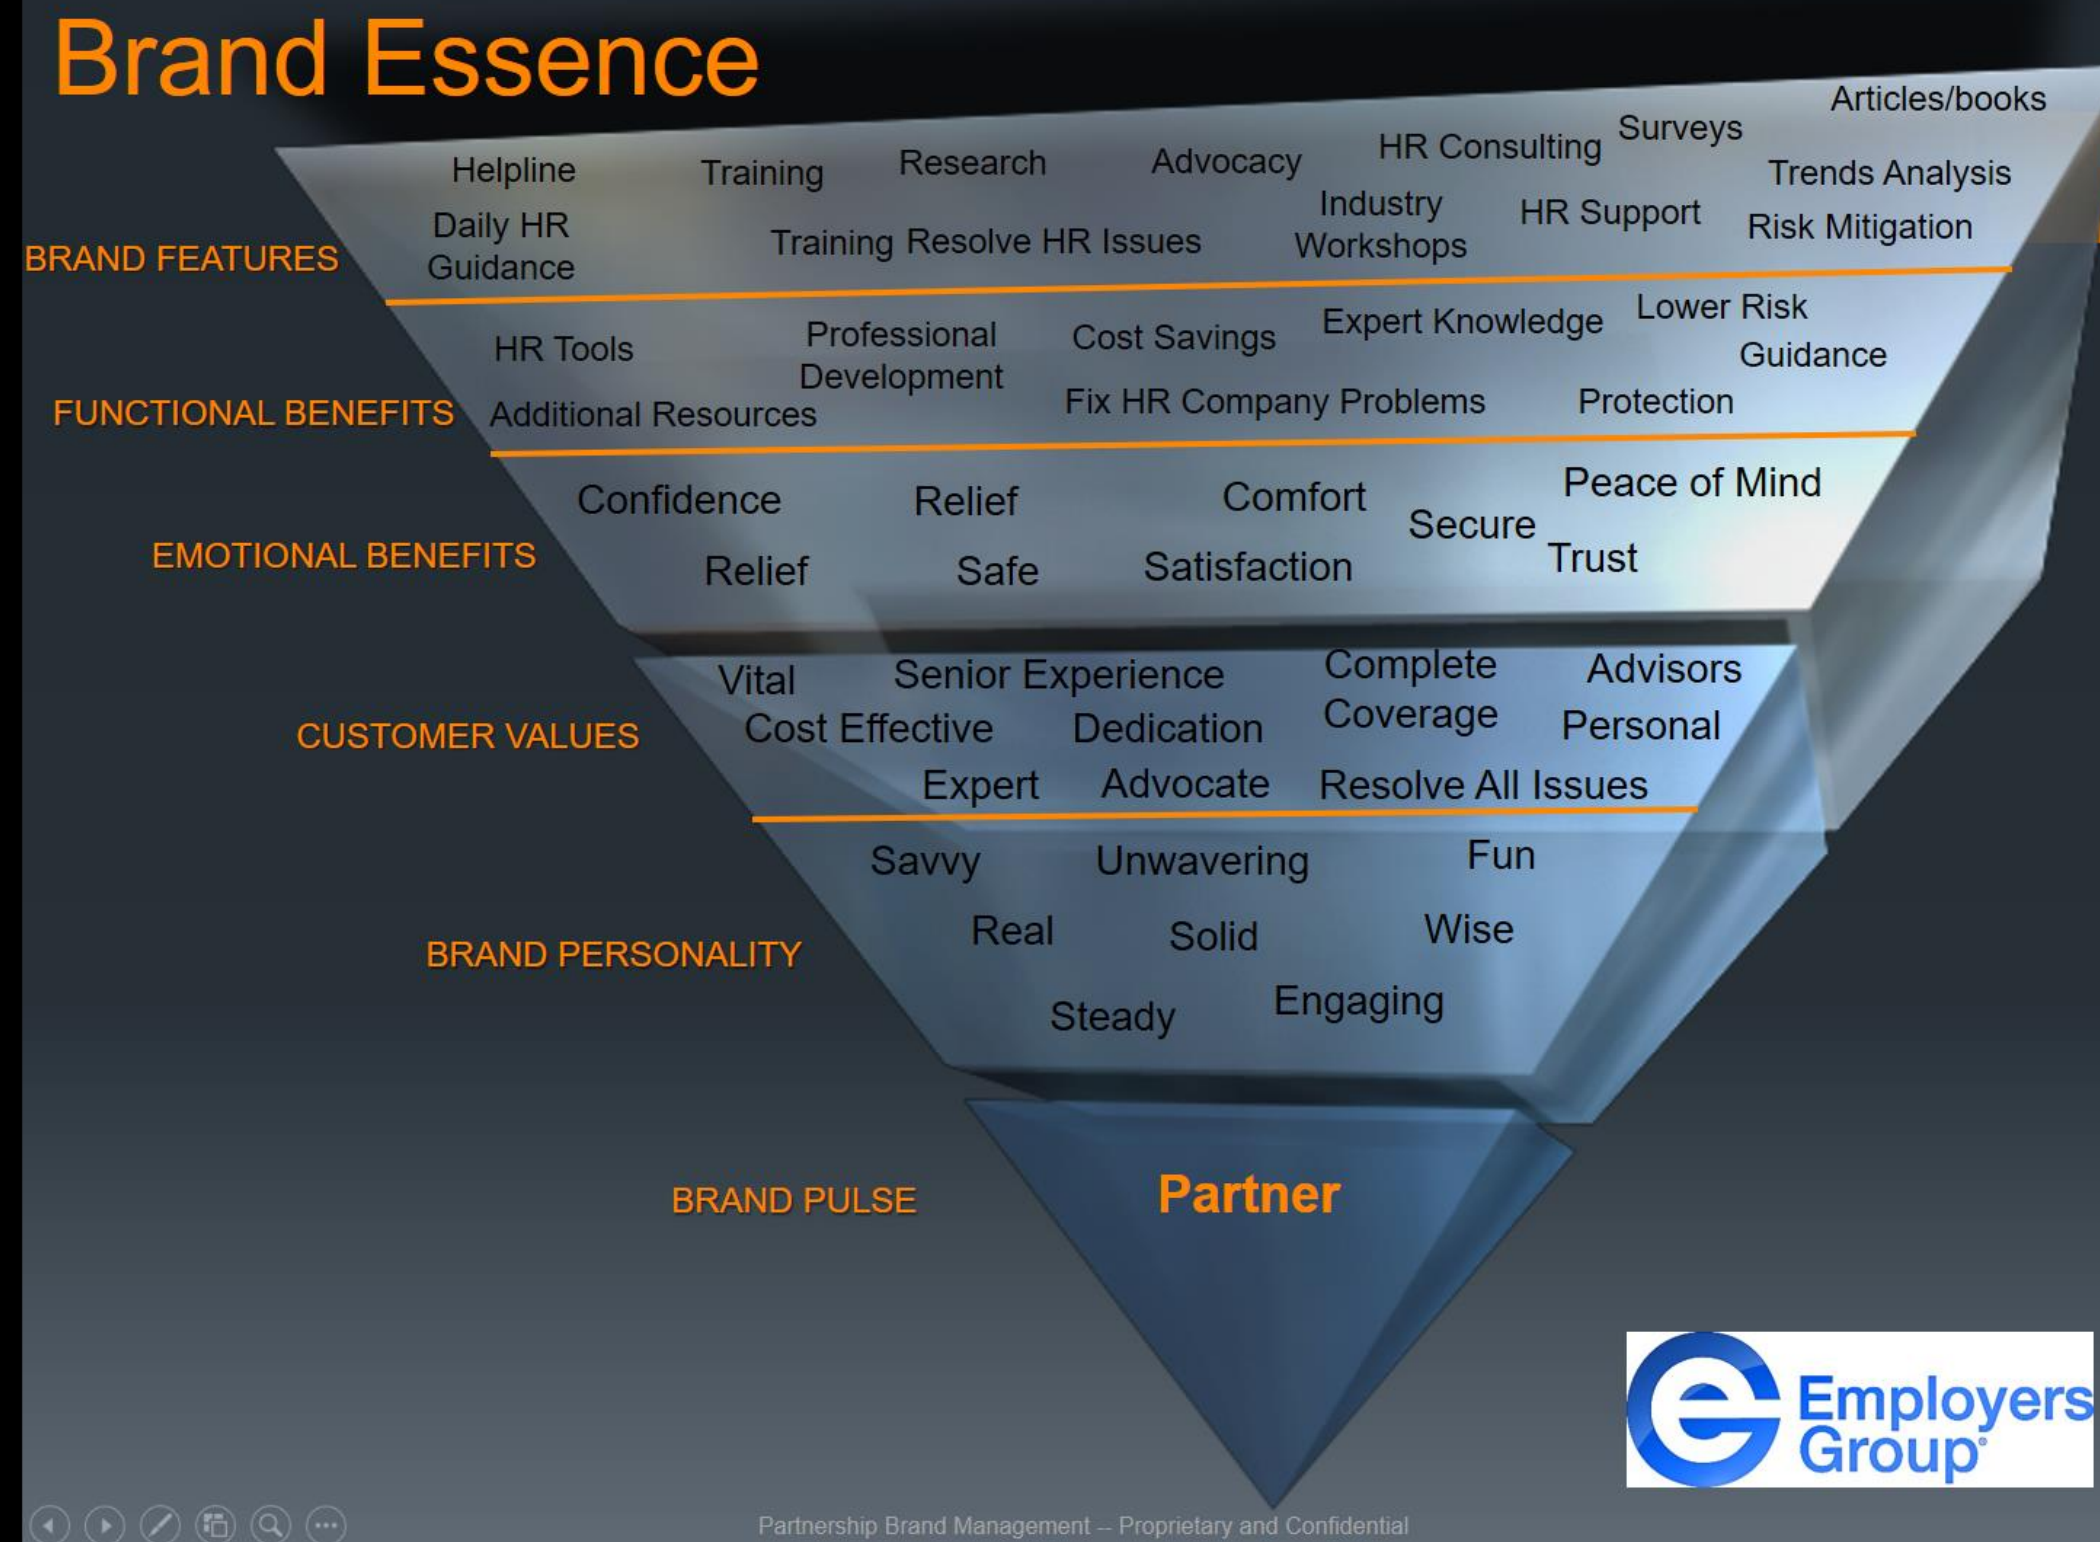 Brand Essence
BRAND FEATURES
Helpline
Training
Research
Advocacy
HR Consulting
Surveys
Articles/books
Daily HR
Guidance
Training
Resolve HR Issues
Industry
Workshops
HR Support
Trends Analysis
Risk Mitigation
FUNCTIONAL BENEFITS
HR Tools
Professional
Development
Cost Savings
Expert Knowledge
Lower Risk
Guidance
Additional Resources
Fix HR Company Problems
Protection
EMOTIONAL BENEFITS
Confidence
Relief
Comfort
Secure
Peace of Mind
Relief
Safe
Satisfaction
Trust
CUSTOMER VALUES
Vital
Senior Experience
Complete
Coverage
Advisors
Cost Effective
Dedication
Personal
Expert
Advocate
Resolve All Issues
BRAND PERSONALITY
Savvy
Unwavering
Fun
Real
Solid
Wise
Steady
Engaging
BRAND PULSE
Partner
Employers
Group®
Partnership Brand Management -- Proprietary and Confidential